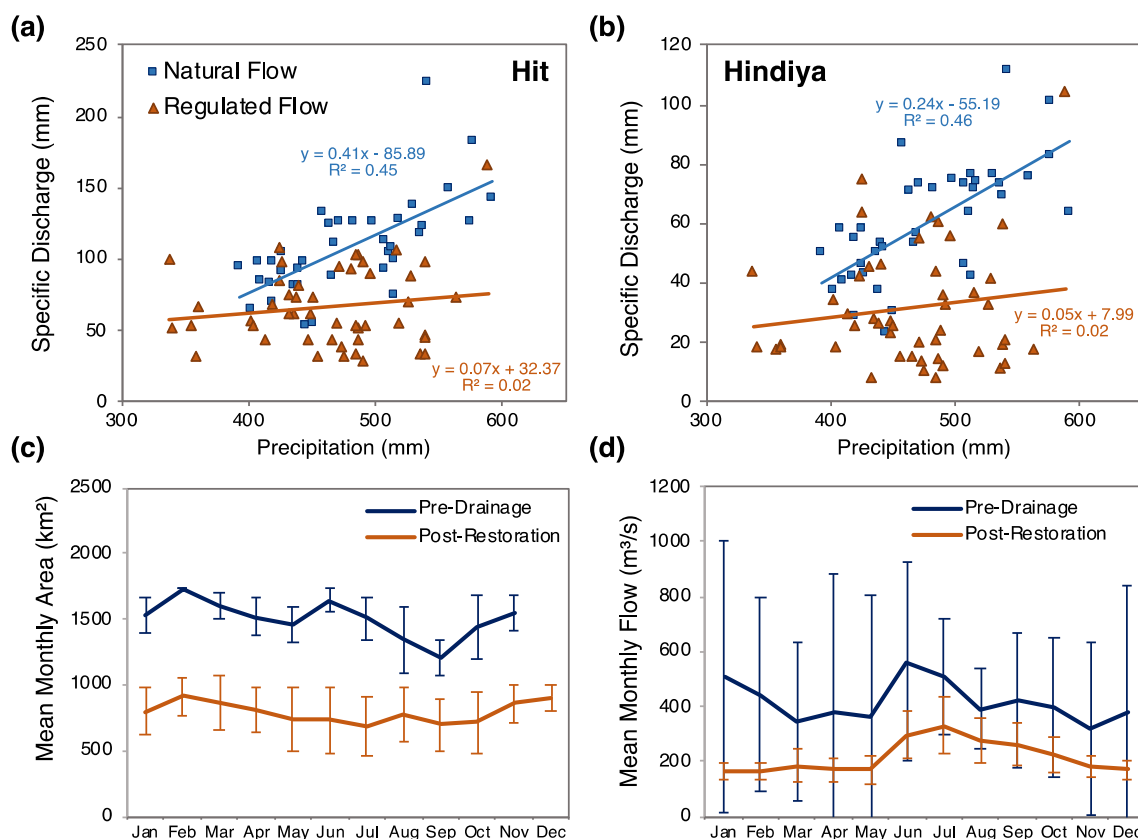 (a)
250
200
150
100
50
0
Specific Discharge (mm)
Natural Flow
Regulated Flow
Hit
y = 0.41x - 85.89
R² = 0.45
y = 0.07x + 32.37
R² = 0.02
300 400 500 600
Precipitation (mm)
(b)
120
100
80
60
40
20
0
Specific Discharge (mm)
Hindiya
y = 0.24x - 55.19
R² = 0.46
y = 0.05x + 7.99
R² = 0.02
300 400 500 600
Precipitation (mm)
(c)
2500
2000
1500
1000
500
0
Mean Monthly Area (km²)
Pre-Drainage
Post-Restoration
Jan Feb Mar Apr May Jun Jul Aug Sep Oct Nov Dec
(d)
1200
1000
800
600
400
200
0
Mean Monthly Flow (m³/s)
Pre-Drainage
Post-Restoration
Jan Feb Mar Apr May Jun Jul Aug Sep Oct Nov Dec